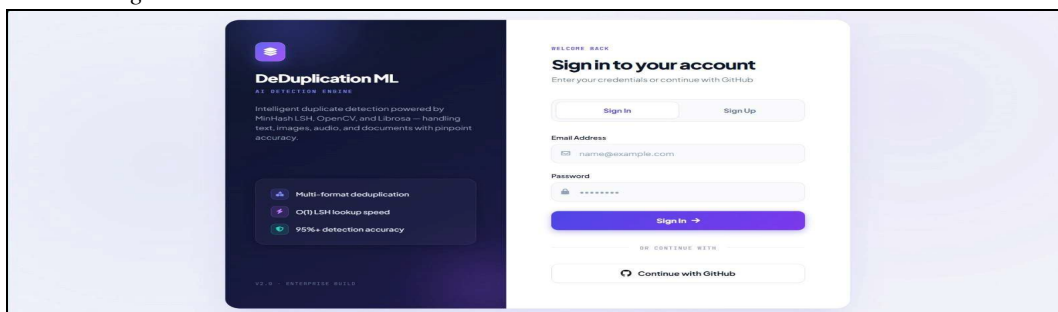 DeDuplication ML
AI DETECTION ENGINE
Intelligent duplicate detection powered by
MinHash LSH, OpenCV, and Librosa — handling
text, images, audio, and documents with pinpoint
accuracy.
Multi-format deduplication
O(1) LSH lookup speed
95%+ detection accuracy
V2.0 · ENTERPRISE BUILD
WELCOME BACK
Sign in to your account
Enter your credentials or continue with GitHub
Sign In
Sign Up
Email Address
name@example.com
Password
••••••••
Sign In →
OR CONTINUE WITH
Continue with GitHub